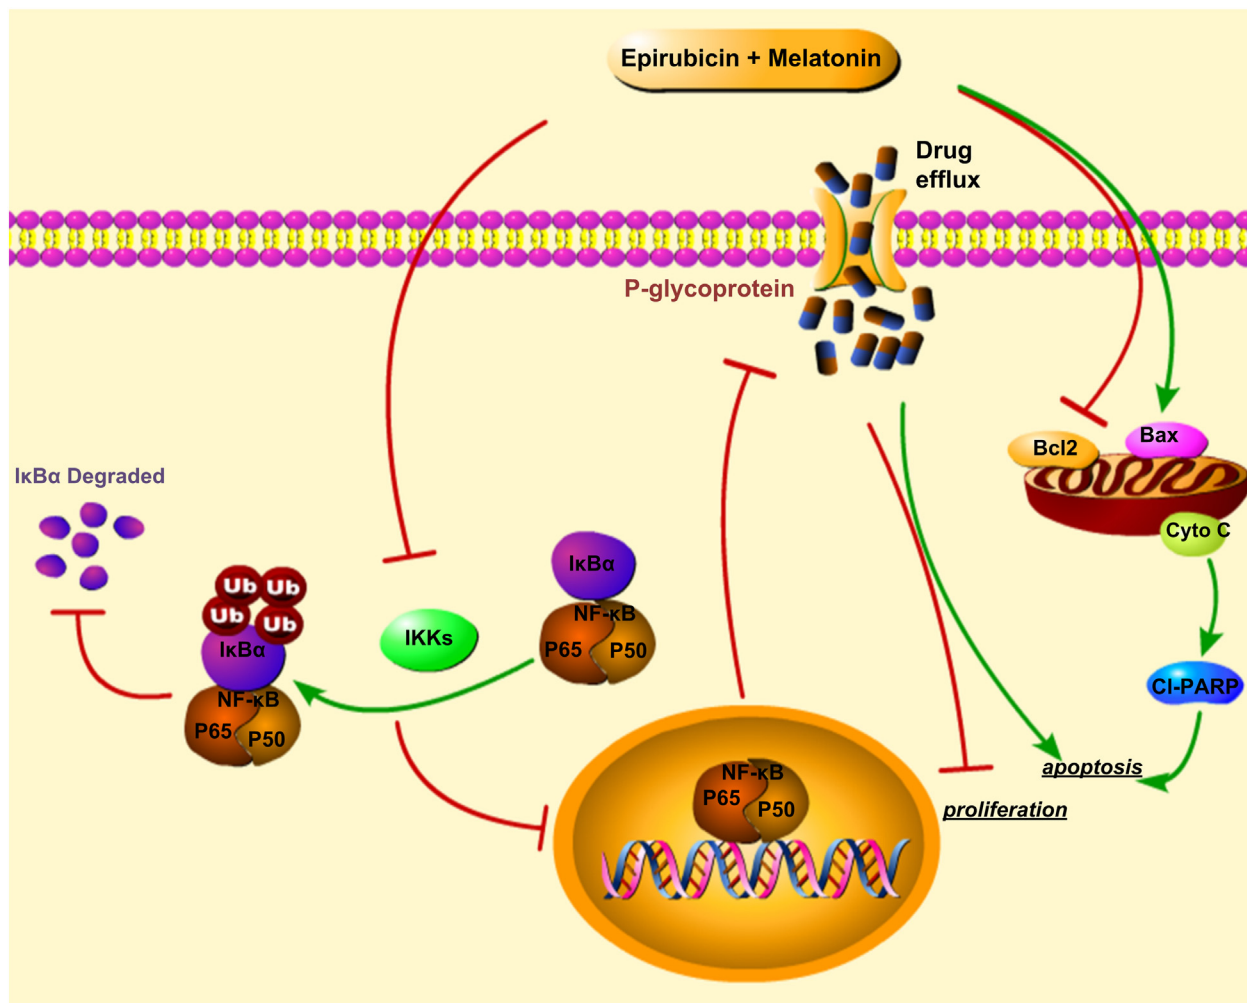 Epirubicin + Melatonin
Drug
efflux
P-glycoprotein
Bcl2
Bax
Cyto C
Cl-PARP
apoptosis
proliferation
IκBα Degraded
Ub
Ub
Ub
Ub
IκBα
NF-κB
P65
P50
IKKs
IκBα
NF-κB
P65
P50
NF-κB
P65
P50